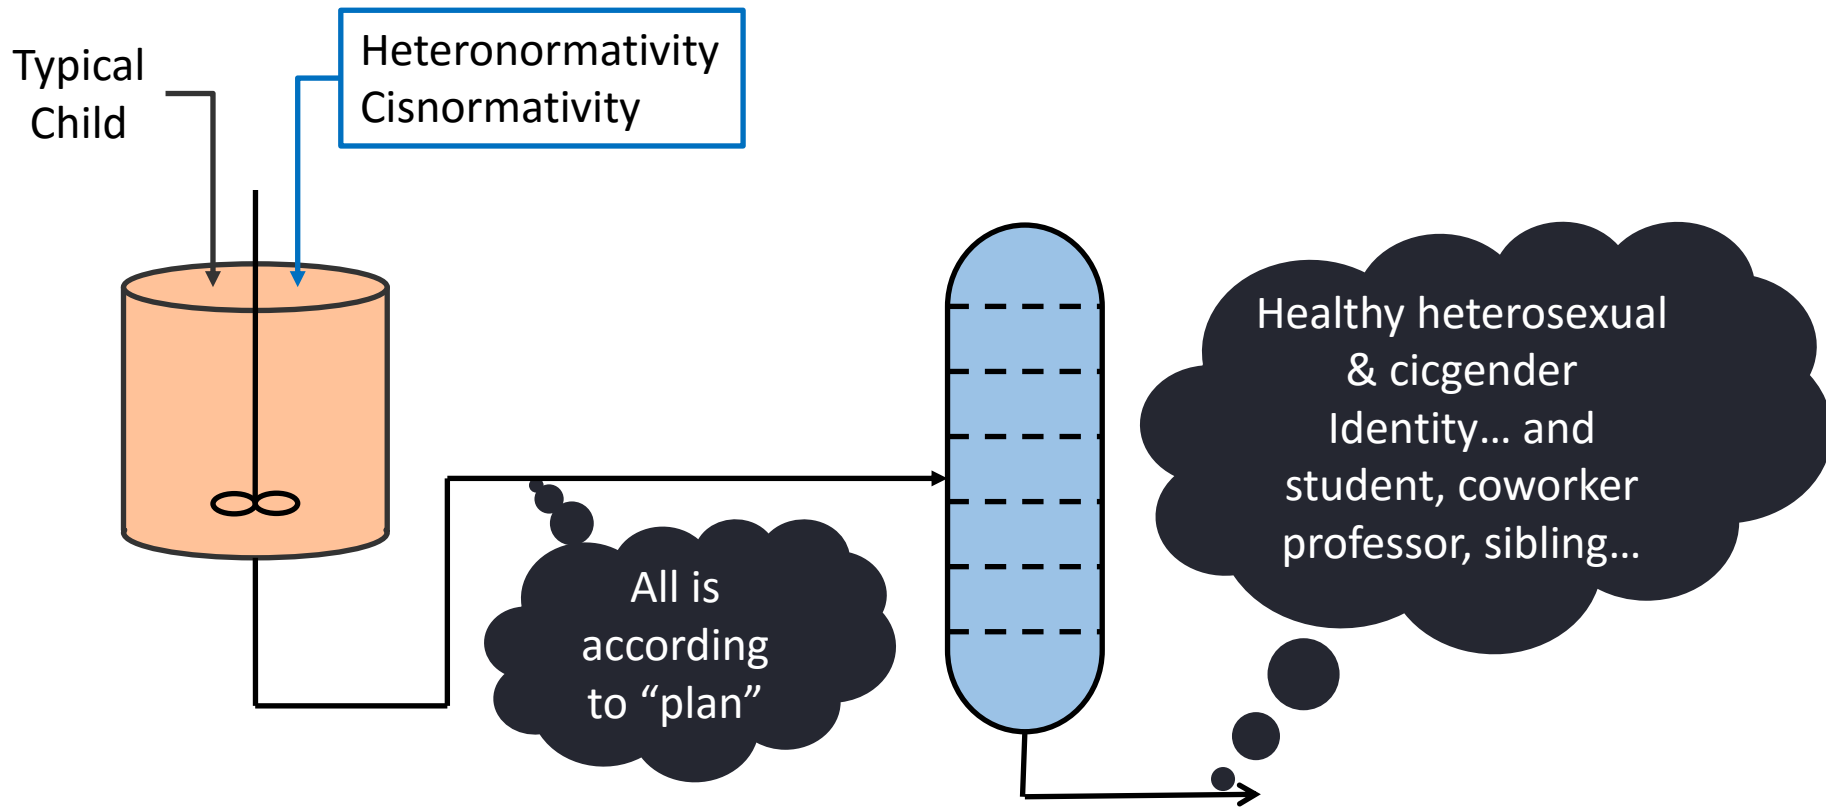 Typical
Child
Heteronormativity
Cisnormativity
All is
according
to “plan”
Healthy heterosexual
& cicgender
Identity... and
student, coworker
professor, sibling...